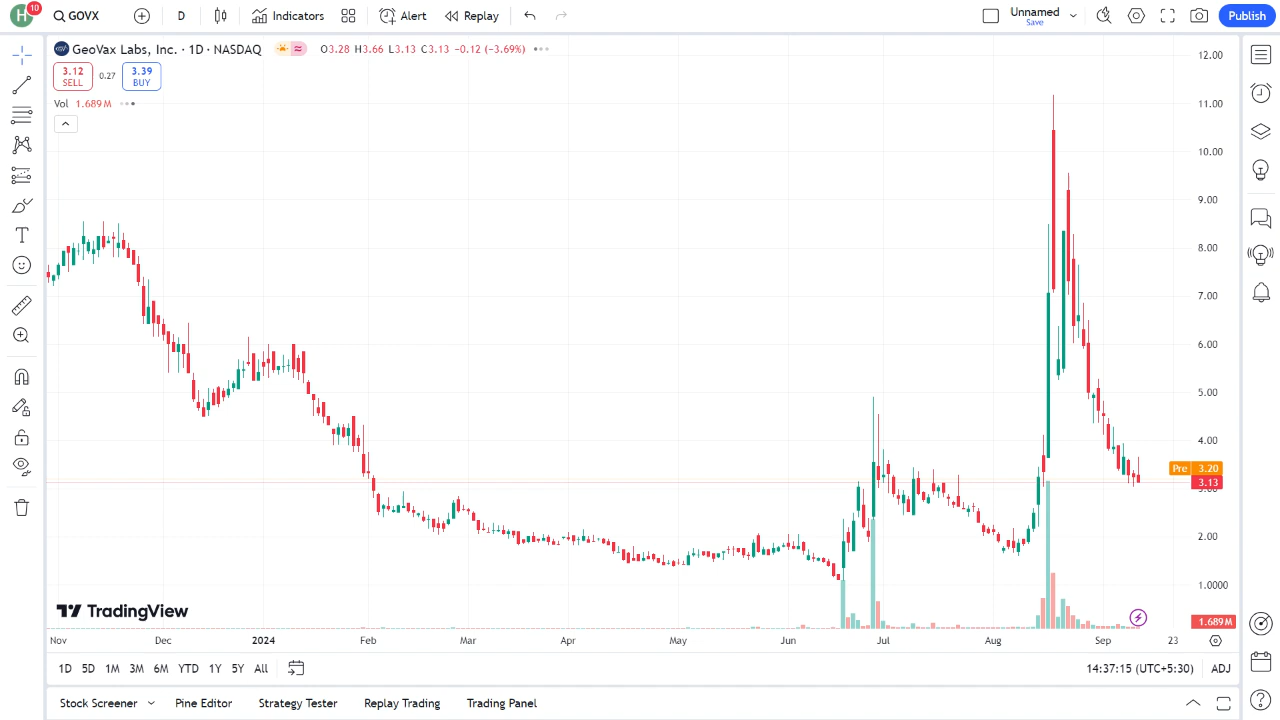 H 10 GOVX D Indicators Alert Replay Unnamed Save Publish
GeoVax Labs, Inc. · 1D · NASDAQ O3.28 H3.66 L3.13 C3.13 −0.12 (−3.69%)
3.12 SELL 0.27 3.39 BUY
Vol 1.689M
12.00
11.00
10.00
9.00
8.00
7.00
6.00
5.00
4.00
Pre 3.20
3.13
3.00
2.00
1.0000
1.689M
TradingView
Nov Dec 2024 Feb Mar Apr May Jun Jul Aug Sep 23
1D 5D 1M 3M 6M YTD 1Y 5Y All 14:37:15 (UTC+5:30) ADJ
Stock Screener Pine Editor Strategy Tester Replay Trading Trading Panel